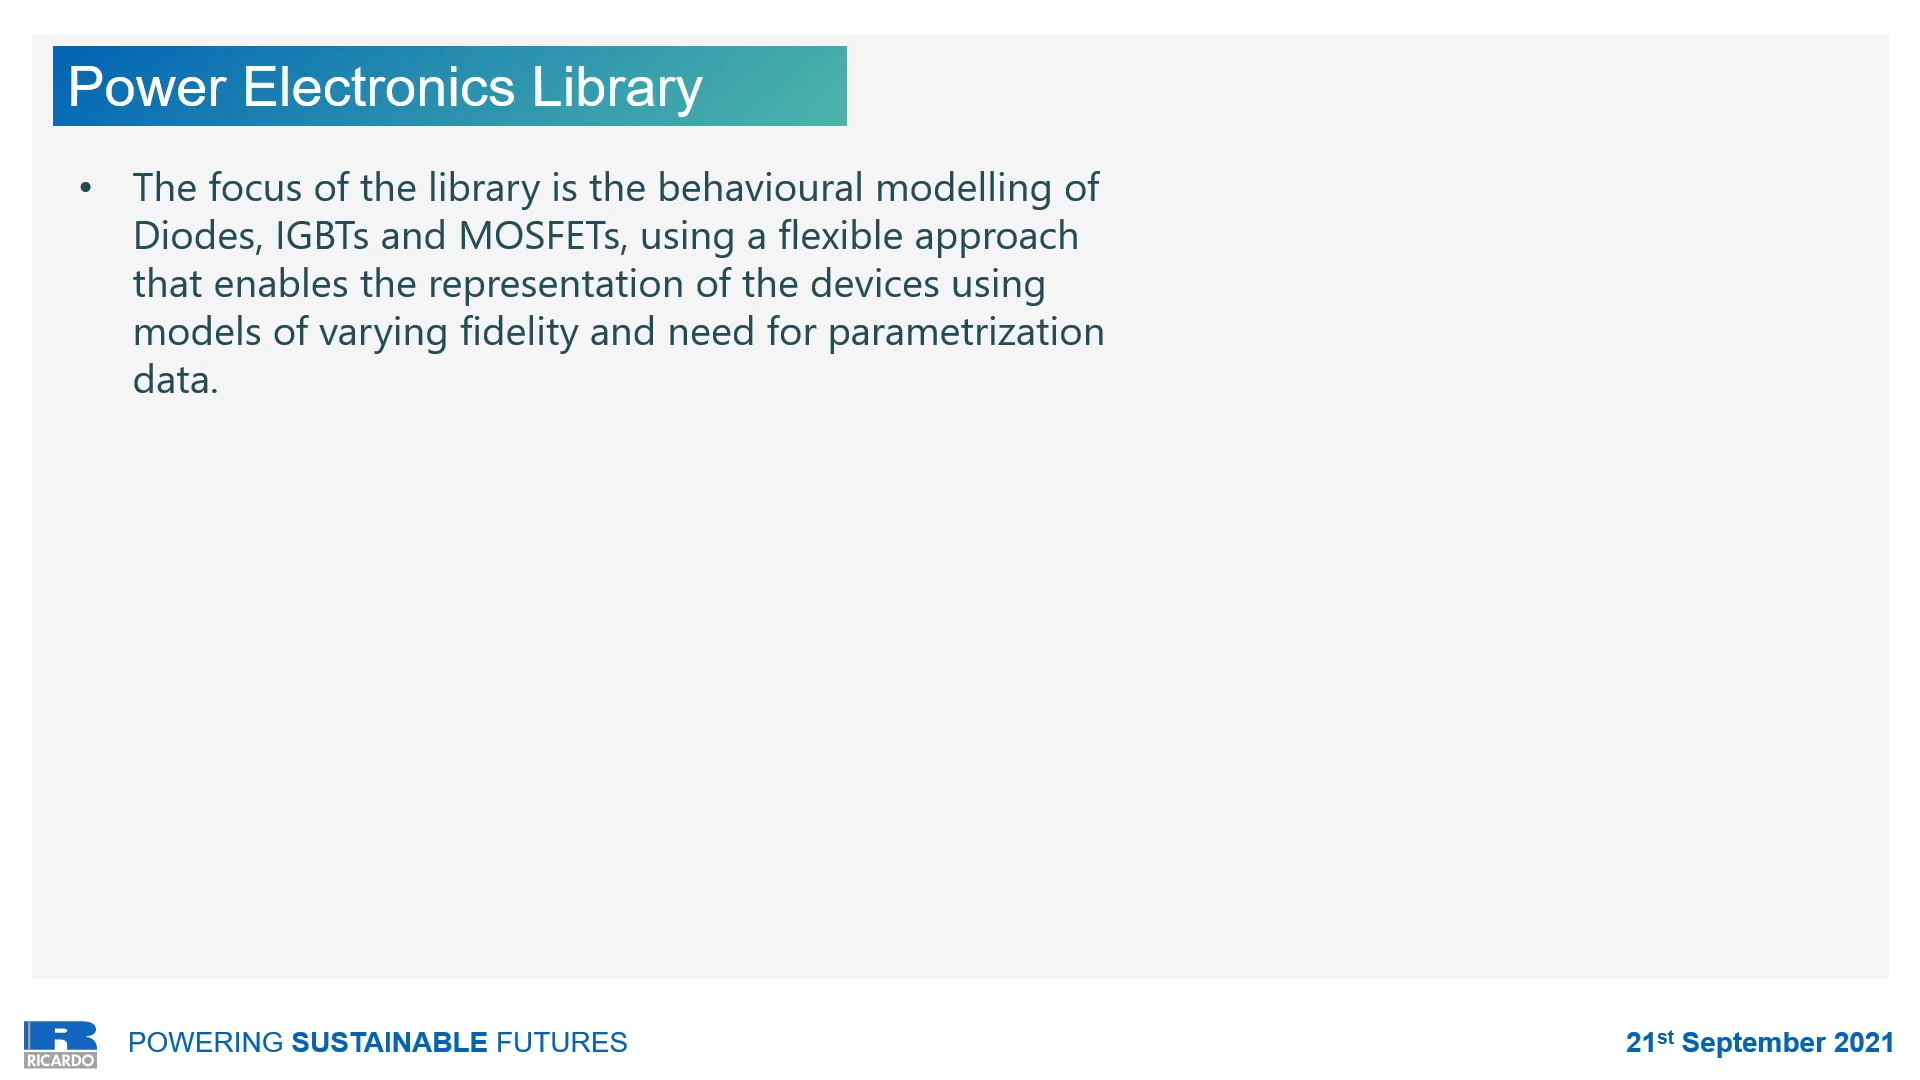 Power Electronics Library
• The focus of the library is the behavioural modelling of
Diodes, IGBTs and MOSFETs, using a flexible approach
that enables the representation of the devices using
models of varying fidelity and need for parametrization
data.
RICARDO
POWERING SUSTAINABLE FUTURES
21st September 2021